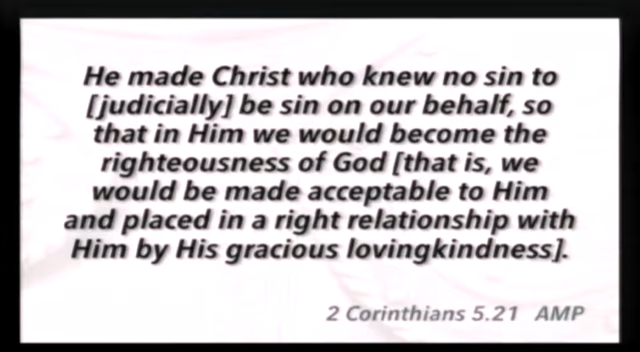 He made Christ who knew no sin to
[judicially] be sin on our behalf, so
that in Him we would become the
righteousness of God [that is, we
would be made acceptable to Him
and placed in a right relationship with
Him by His gracious lovingkindness].
2 Corinthians 5.21 AMP